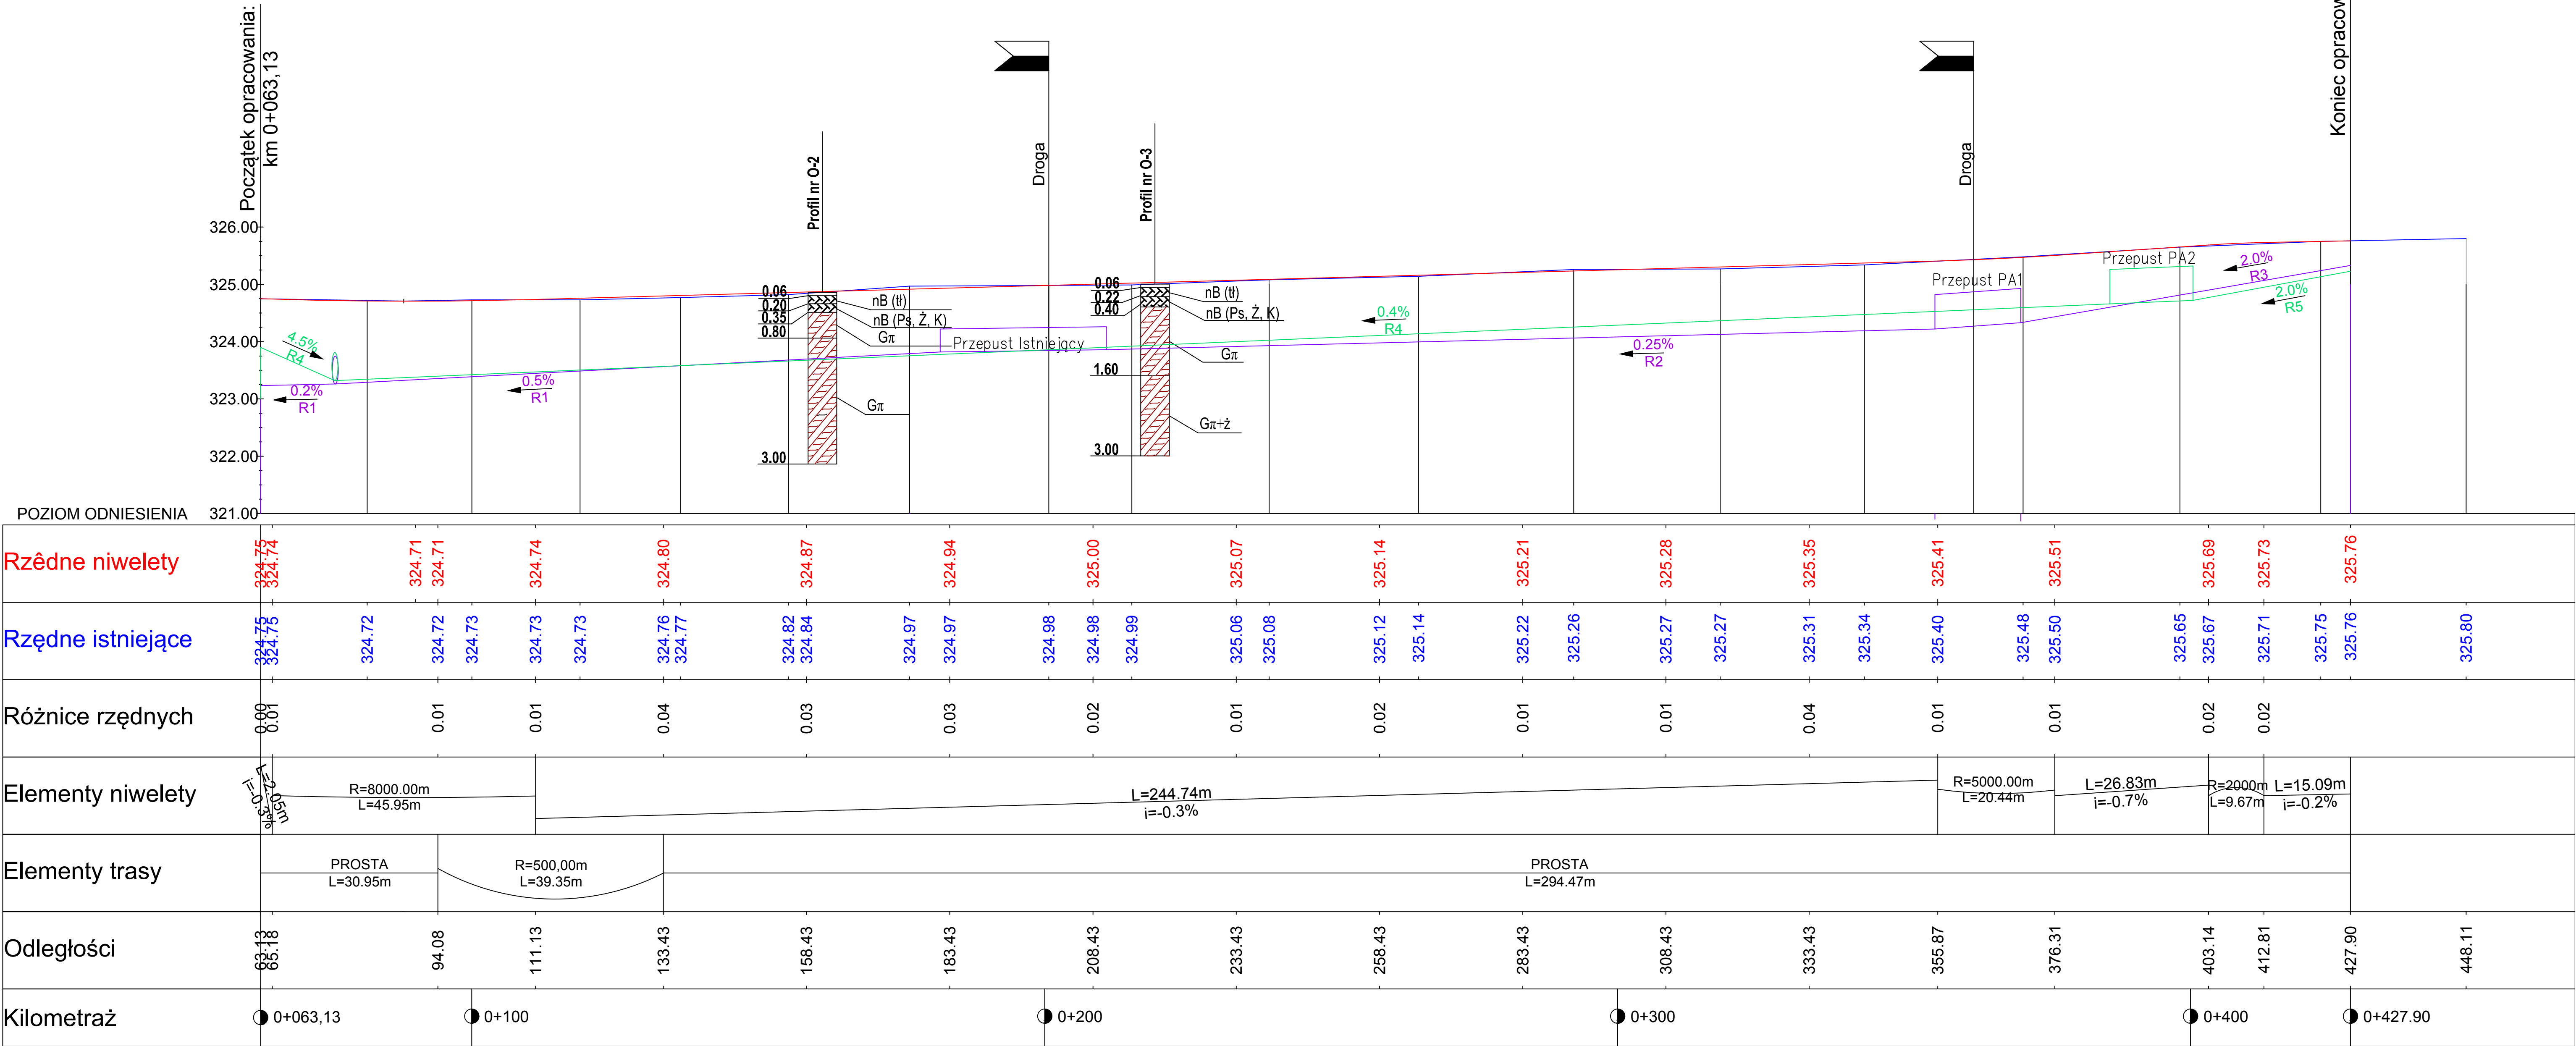 Początek opracowania:
km 0+063,13
Koniec opracow
Droga
Droga
Profil nr O-2
Profil nr O-3
326.00
325.00
324.00
323.00
322.00
321.00
POZIOM ODNIESIENIA
4.5%
R4
0.2%
R1
0.5%
R1
0.06
0.20
0.35
0.80
3.00
nB (tł)
nB (Ps, Ż, K)
Gπ
Gπ
Przepust Istniejący
0.06
0.22
0.40
1.60
3.00
nB (tł)
nB (Ps, Ż, K)
Gπ
Gπ+ż
0.4%
R4
0.25%
R2
Przepust PA1
Przepust PA2
2.0%
R3
2.0%
R5
Rzêdne niwelety
324.75
324.74
324.71
324.71
324.74
324.80
324.87
324.94
325.00
325.07
325.14
325.21
325.28
325.35
325.41
325.51
325.69
325.73
325.76
Rzędne istniejące
324.75
324.75
324.72
324.72
324.73
324.73
324.73
324.76
324.77
324.82
324.84
324.97
324.97
324.98
324.98
324.99
325.06
325.08
325.12
325.14
325.22
325.26
325.27
325.27
325.31
325.34
325.40
325.48
325.50
325.65
325.67
325.71
325.75
325.76
325.80
Różnice rzędnych
0.00
0.01
0.01
0.01
0.04
0.03
0.03
0.02
0.01
0.02
0.01
0.01
0.04
0.01
0.01
0.02
0.02
Elementy niwelety
L=2.05m
i=-0.3%
R=8000.00m
L=45.95m
L=244.74m
i=-0.3%
R=5000.00m
L=20.44m
L=26.83m
i=-0.7%
R=2000m
L=9.67m
L=15.09m
i=-0.2%
Elementy trasy
PROSTA
L=30.95m
R=500,00m
L=39.35m
PROSTA
L=294.47m
Odległości
63.13
65.18
94.08
111.13
133.43
158.43
183.43
208.43
233.43
258.43
283.43
308.43
333.43
355.87
376.31
403.14
412.81
427.90
448.11
Kilometraż
0+063,13
0+100
0+200
0+300
0+400
0+427.90